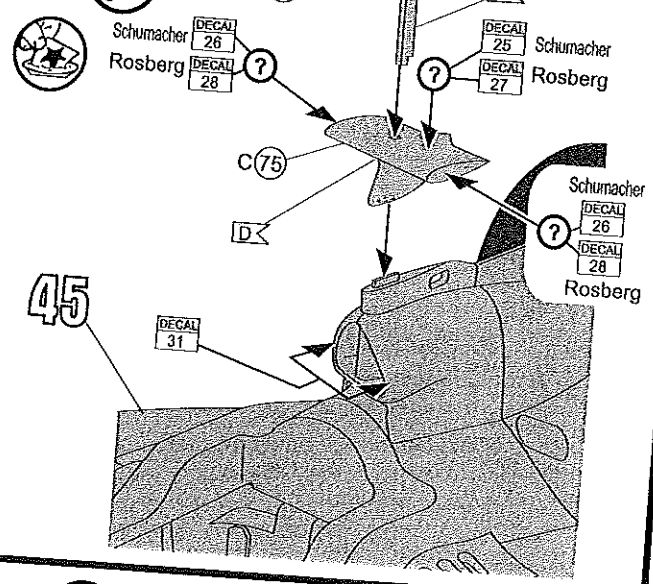 Schumacher DECAL 26
Rosberg DECAL 28
?
DECAL 25 Schumacher
DECAL 27 Rosberg
?
C 75
D
Schumacher
DECAL 26
?
DECAL 28
Rosberg
45
DECAL 31